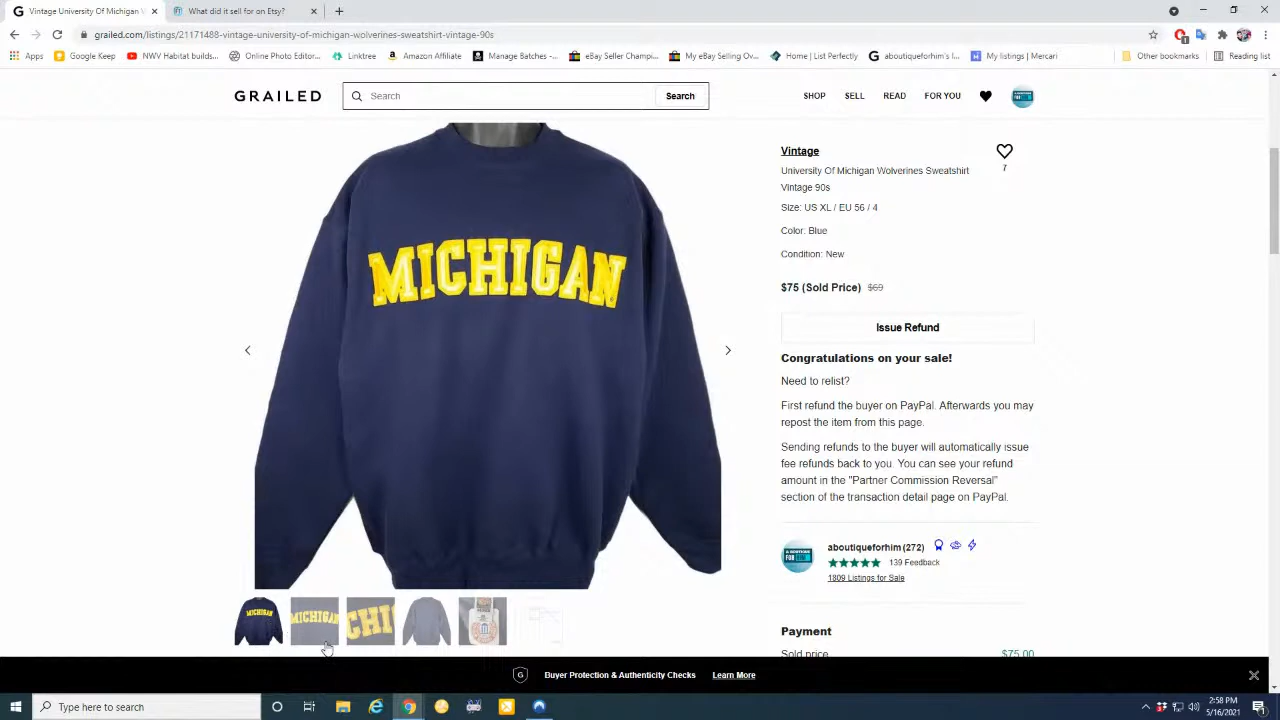 Vintage University Of Michigan V
What did it sell for on Etsy?
grailed.com/listings/21171488-vintage-university-of-michigan-wolverines-sweatshirt-vintage-90s
Apps
Google Keep
NWV Habitat build...
Online Photo Editor...
Linktree
Amazon Affiliate
Manage Batches -...
eBay Seller Champi...
My eBay Selling Ov...
Home | List Perfectly
aboutiqueforhim's l...
My listings | Mercari
Other bookmarks
Reading list
GRAILED
Search
Search
SHOP
SELL
READ
FOR YOU
MICHIGAN
Vintage
7
University Of Michigan Wolverines Sweatshirt
Vintage 90s
Size: US XL / EU 56 / 4
Color: Blue
Condition: New
$75 (Sold Price) $69
Issue Refund
Congratulations on your sale!
Need to relist?
First refund the buyer on PayPal. Afterwards you may
repost the item from this page.
Sending refunds to the buyer will automatically issue
fee refunds back to you. You can see your refund
amount in the "Partner Commission Reversal"
section of the transaction detail page on PayPal.
aboutiqueforhim (272)
139 Feedback
1809 Listings for Sale
Payment
Sold price $75.00
MICHIGAN
MICHIGAN
CHI
Buyer Protection & Authenticity Checks Learn More
Type here to search
2:58 PM
5/16/2021